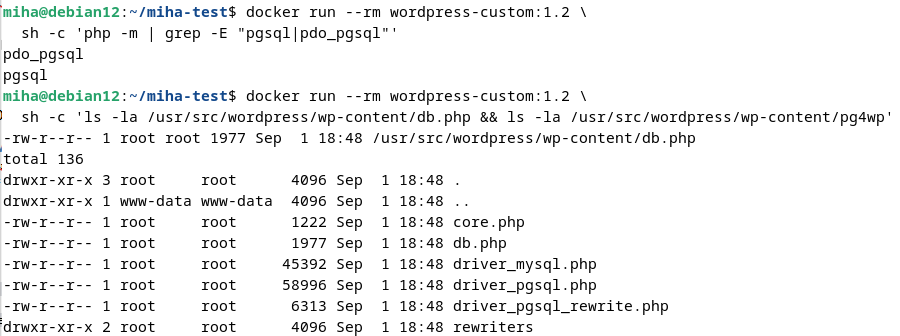 miha@debian12:~/miha-test$ docker run --rm wordpress-custom:1.2 \
  sh -c 'php -m | grep -E "pgsql|pdo_pgsql"'
pdo_pgsql
pgsql
miha@debian12:~/miha-test$ docker run --rm wordpress-custom:1.2 \
  sh -c 'ls -la /usr/src/wordpress/wp-content/db.php && ls -la /usr/src/wordpress/wp-content/pg4wp'
-rw-r--r-- 1 root root 1977 Sep  1 18:48 /usr/src/wordpress/wp-content/db.php
total 136
drwxr-xr-x 3 root     root      4096 Sep  1 18:48 .
drwxr-xr-x 1 www-data www-data  4096 Sep  1 18:48 ..
-rw-r--r-- 1 root     root      1222 Sep  1 18:48 core.php
-rw-r--r-- 1 root     root      1977 Sep  1 18:48 db.php
-rw-r--r-- 1 root     root     45392 Sep  1 18:48 driver_mysql.php
-rw-r--r-- 1 root     root     58996 Sep  1 18:48 driver_pgsql.php
-rw-r--r-- 1 root     root      6313 Sep  1 18:48 driver_pgsql_rewrite.php
drwxr-xr-x 2 root     root      4096 Sep  1 18:48 rewriters